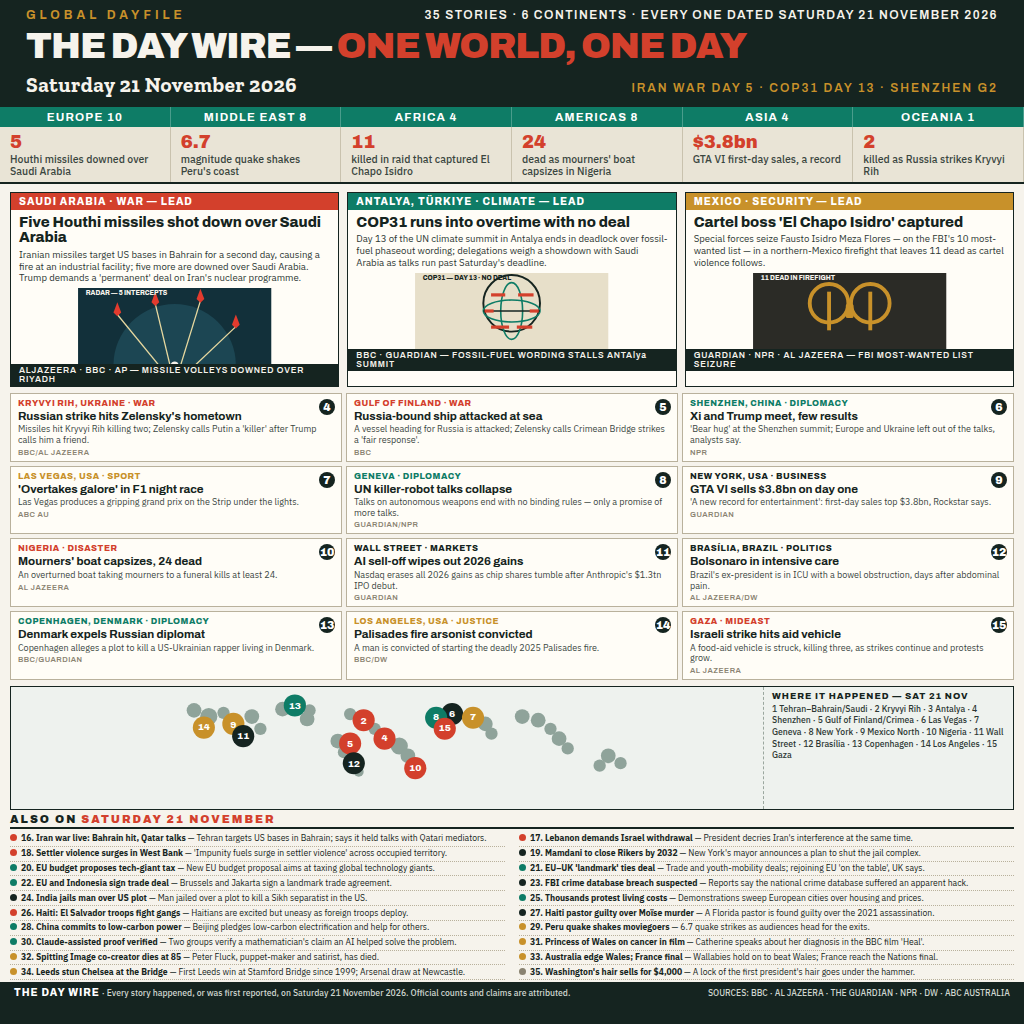 GLOBAL DAYFILE
35 STORIES · 6 CONTINENTS · EVERY ONE DATED SATURDAY 21 NOVEMBER 2026
THE DAY WIRE — ONE WORLD, ONE DAY
Saturday 21 November 2026
IRAN WAR DAY 5 · COP31 DAY 13 · SHENZHEN G2
EUROPE 10
MIDDLE EAST 8
AFRICA 4
AMERICAS 8
ASIA 4
OCEANIA 1
5
Houthi missiles downed over
Saudi Arabia
6.7
magnitude quake shakes
Peru's coast
11
killed in raid that captured El
Chapo Isidro
24
dead as mourners' boat
capsizes in Nigeria
$3.8bn
GTA VI first-day sales, a record
2
killed as Russia strikes Kryvyi
Rih
SAUDI ARABIA · WAR — LEAD
Five Houthi missiles shot down over Saudi
Arabia
Iranian missiles target US bases in Bahrain for a second day, causing a
fire at an industrial facility; five more are downed over Saudi Arabia.
Trump demands a 'permanent' deal on Iran's nuclear programme.
RADAR — 5 INTERCEPTS
ALJAZEERA · BBC · AP — MISSILE VOLLEYS DOWNED OVER
RIYADH
ANTALYA, TÜRKIYE · CLIMATE — LEAD
COP31 runs into overtime with no deal
Day 13 of the UN climate summit in Antalya ends in deadlock over fossil-
fuel phaseout wording; delegations weigh a showdown with Saudi
Arabia as talks run past Saturday's deadline.
COP31 — DAY 13 · NO DEAL
BBC · GUARDIAN — FOSSIL-FUEL WORDING STALLS ANTAlya
SUMMIT
MEXICO · SECURITY — LEAD
Cartel boss 'El Chapo Isidro' captured
Special forces seize Fausto Isidro Meza Flores — on the FBI's 10 most-
wanted list — in a northern-Mexico firefight that leaves 11 dead as cartel
violence follows.
11 DEAD IN FIREFIGHT
GUARDIAN · NPR · AL JAZEERA — FBI MOST-WANTED LIST
SEIZURE
KRYVYI RIH, UKRAINE · WAR
4
Russian strike hits Zelensky's hometown
Missiles hit Kryvyi Rih killing two; Zelensky calls Putin a 'killer' after Trump
calls him a friend.
BBC/AL JAZEERA
GULF OF FINLAND · WAR
5
Russia-bound ship attacked at sea
A vessel heading for Russia is attacked; Zelensky calls Crimean Bridge strikes
a 'fair response'.
BBC
SHENZHEN, CHINA · DIPLOMACY
6
Xi and Trump meet, few results
'Bear hug' at the Shenzhen summit; Europe and Ukraine left out of the talks,
analysts say.
NPR
LAS VEGAS, USA · SPORT
7
'Overtakes galore' in F1 night race
Las Vegas produces a gripping grand prix on the Strip under the lights.
ABC AU
GENEVA · DIPLOMACY
8
UN killer-robot talks collapse
Talks on autonomous weapons end with no binding rules — only a promise of
more talks.
GUARDIAN/NPR
NEW YORK, USA · BUSINESS
9
GTA VI sells $3.8bn on day one
'A new record for entertainment': first-day sales top $3.8bn, Rockstar says.
GUARDIAN
NIGERIA · DISASTER
10
Mourners' boat capsizes, 24 dead
An overturned boat taking mourners to a funeral kills at least 24.
AL JAZEERA
WALL STREET · MARKETS
11
AI sell-off wipes out 2026 gains
Nasdaq erases all 2026 gains as chip shares tumble after Anthropic's $1.3tn
IPO debut.
GUARDIAN
BRASÍLIA, BRAZIL · POLITICS
12
Bolsonaro in intensive care
Brazil's ex-president is in ICU with a bowel obstruction, days after abdominal
pain.
AL JAZEERA/DW
COPENHAGEN, DENMARK · DIPLOMACY
13
Denmark expels Russian diplomat
Copenhagen alleges a plot to kill a US-Ukrainian rapper living in Denmark.
BBC/GUARDIAN
LOS ANGELES, USA · JUSTICE
14
Palisades fire arsonist convicted
A man is convicted of starting the deadly 2025 Palisades fire.
BBC/DW
GAZA · MIDEAST
15
Israeli strike hits aid vehicle
A food-aid vehicle is struck, killing three, as strikes continue and protests
grow.
AL JAZEERA
13
14
9
11
2
5
4
12
10
8
6
7
15
WHERE IT HAPPENED — SAT 21 NOV
1 Tehran–Bahrain/Saudi · 2 Kryvyi Rih · 3 Antalya · 4
Shenzhen · 5 Gulf of Finland/Crimea · 6 Las Vegas · 7
Geneva · 8 New York · 9 Mexico North · 10 Nigeria · 11 Wall
Street · 12 Brasília · 13 Copenhagen · 14 Los Angeles · 15
Gaza
ALSO ON SATURDAY 21 NOVEMBER
16. Iran war live: Bahrain hit, Qatar talks — Tehran targets US bases in Bahrain; says it held talks with Qatari mediators.
17. Lebanon demands Israel withdrawal — President decries Iran's interference at the same time.
18. Settler violence surges in West Bank — 'Impunity fuels surge in settler violence' across occupied territory.
19. Mamdani to close Rikers by 2032 — New York's mayor announces a plan to shut the jail complex.
20. EU budget proposes tech-giant tax — New EU budget proposal aims at taxing global technology giants.
21. EU–UK 'landmark' ties deal — Trade and youth-mobility deals; rejoining EU 'on the table', UK says.
22. EU and Indonesia sign trade deal — Brussels and Jakarta sign a landmark trade agreement.
23. FBI crime database breach suspected — Reports say the national crime database suffered an apparent hack.
24. India jails man over US plot — Man jailed over a plot to kill a Sikh separatist in the US.
25. Thousands protest living costs — Demonstrations sweep European cities over housing and prices.
26. Haiti: El Salvador troops fight gangs — Haitians are excited but uneasy as foreign troops deploy.
27. Haiti pastor guilty over Moïse murder — A Florida pastor is found guilty over the 2021 assassination.
28. China commits to low-carbon power — Beijing pledges low-carbon electrification and help for others.
29. Peru quake shakes moviegoers — 6.7 quake strikes as audiences head for the exits.
30. Claude-assisted proof verified — Two groups verify a mathematician's claim an AI helped solve the problem.
31. Princess of Wales on cancer in film — Catherine speaks about her diagnosis in the BBC film 'Heal'.
32. Spitting Image co-creator dies at 85 — Peter Fluck, puppet-maker and satirist, has died.
33. Australia edge Wales; France final — Wallabies hold on to beat Wales; France reach the Nations final.
34. Leeds stun Chelsea at the Bridge — First Leeds win at Stamford Bridge since 1999; Arsenal draw at Newcastle.
35. Washington's hair sells for $4,000 — A lock of the first president's hair goes under the hammer.
THE DAY WIRE · Every story happened, or was first reported, on Saturday 21 November 2026. Official counts and claims are attributed.
SOURCES: BBC · AL JAZEERA · THE GUARDIAN · NPR · DW · ABC AUSTRALIA